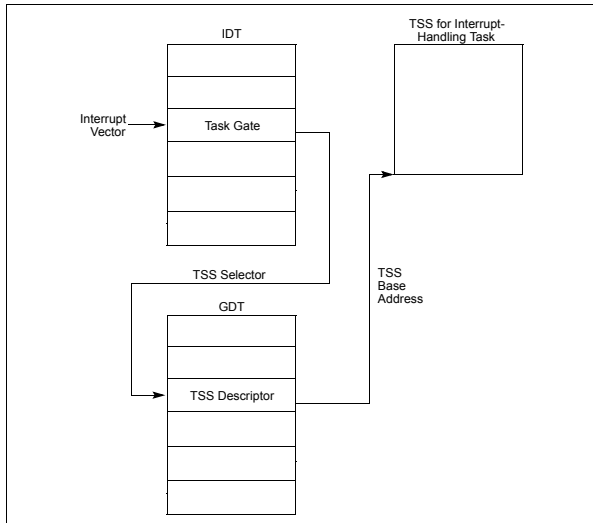 IDT
TSS for Interrupt-
Handling Task
Interrupt
Vector
Task Gate
TSS Selector
TSS
Base
Address
GDT
TSS Descriptor